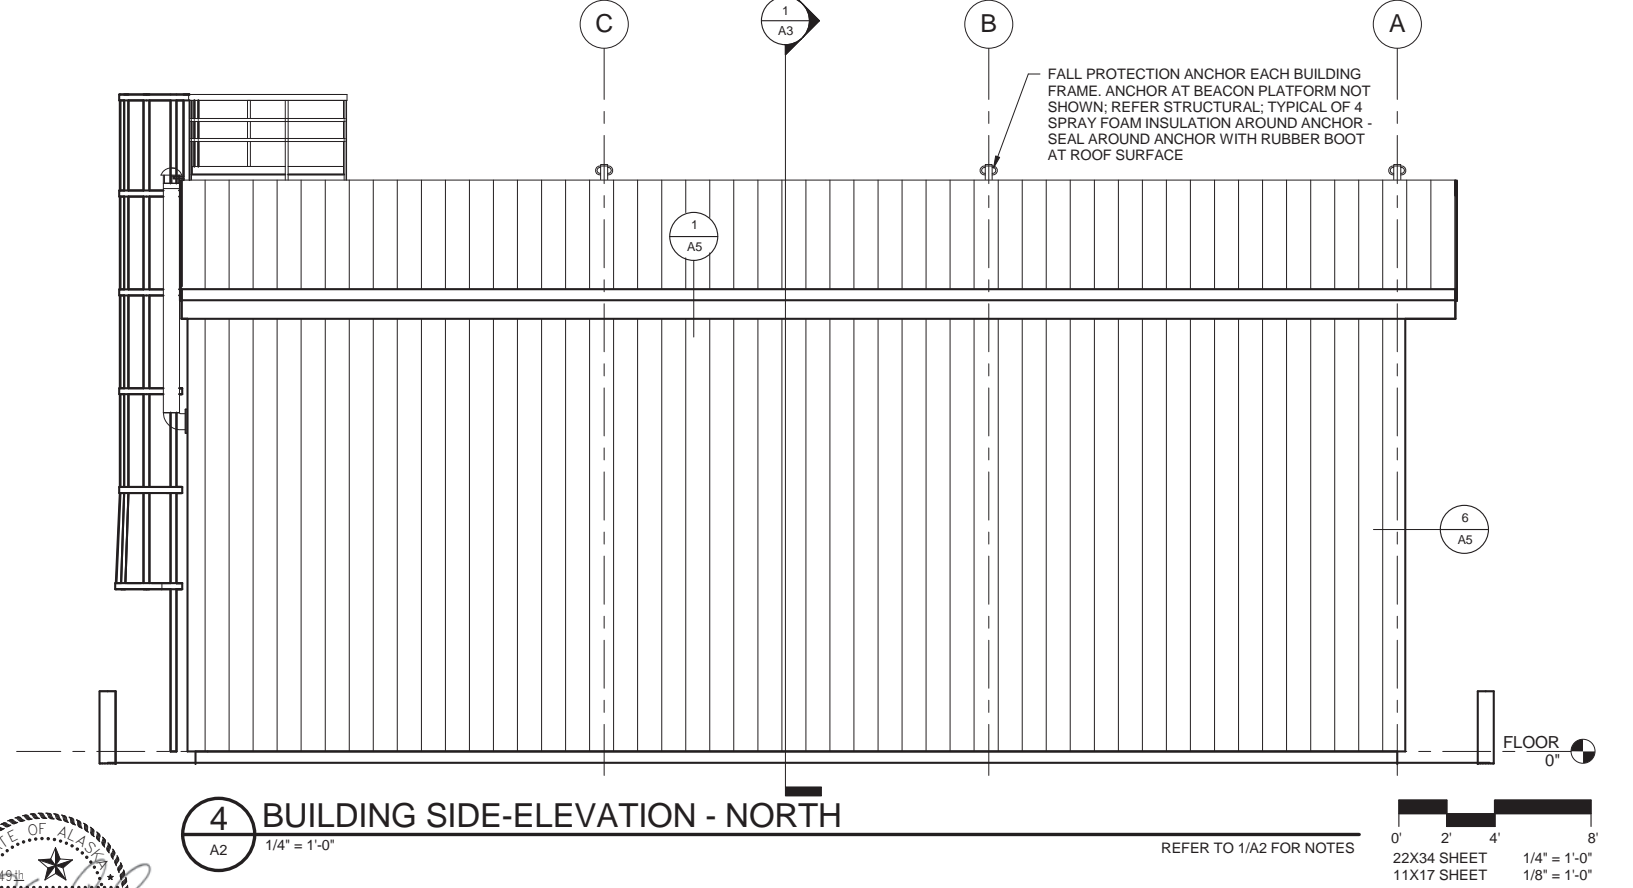 C
1
A3
B
A
FALL PROTECTION ANCHOR EACH BUILDING
FRAME. ANCHOR AT BEACON PLATFORM NOT
SHOWN; REFER STRUCTURAL; TYPICAL OF 4
SPRAY FOAM INSULATION AROUND ANCHOR -
SEAL AROUND ANCHOR WITH RUBBER BOOT
AT ROOF SURFACE
1
A5
6
A5
FLOOR
0"
4
A2
BUILDING SIDE-ELEVATION - NORTH
1/4" = 1'-0"
REFER TO 1/A2 FOR NOTES
0' 2' 4' 8'
22X34 SHEET 1/4" = 1'-0"
11X17 SHEET 1/8" = 1'-0"
OF ALASKA
49th